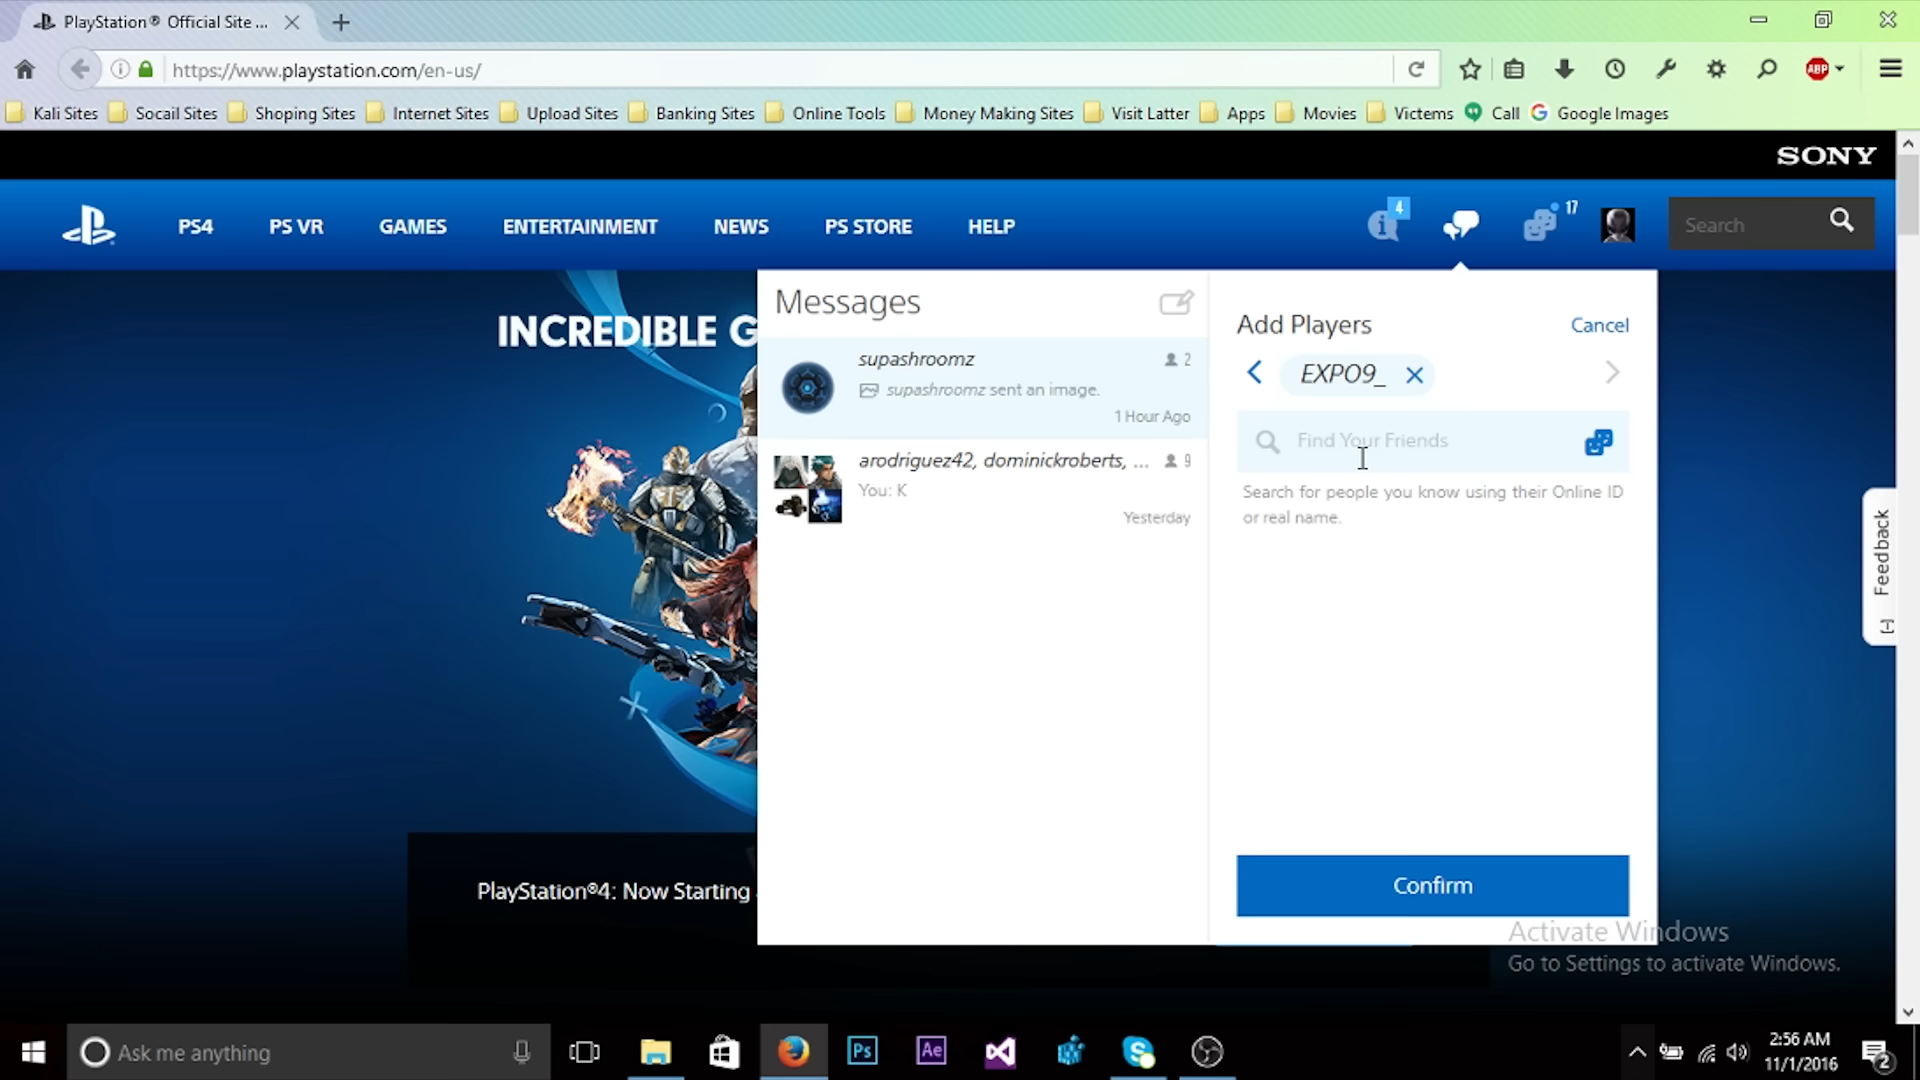 PlayStation® Official Site ...
https://www.playstation.com/en-us/
ABP
Kali Sites Socail Sites Shoping Sites Internet Sites Upload Sites Banking Sites Online Tools Money Making Sites Visit Latter Apps Movies Victems Call Google Images
SONY
PS4 PS VR GAMES ENTERTAINMENT NEWS PS STORE HELP 4 17 Search
INCREDIBLE G
Messages
supashroomz 2
supashroomz sent an image.
1 Hour Ago
arodriguez42, dominickroberts, ... 9
You: K
Yesterday
Add Players Cancel
EXPO9_
Find Your Friends
Search for people you know using their Online ID
or real name.
Confirm
Feedback
PlayStation®4: Now Starting
Activate Windows
Go to Settings to activate Windows.
Ask me anything
Ps
Ae
2:56 AM
11/1/2016
2